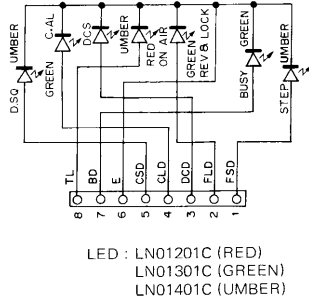 UMBER
D.SQ
C.AL
GREEN
DCS
UMBER
RED
ON AIR
GREEN
REV & LOCK
GREEN
BUSY
UMBER
STEP
TL
BD
E
CSD
CLD
DCD
FLD
FSD
8
7
6
5
4
3
2
1
LED : LN01201C (RED)
LN01301C (GREEN)
LN01401C (UMBER)